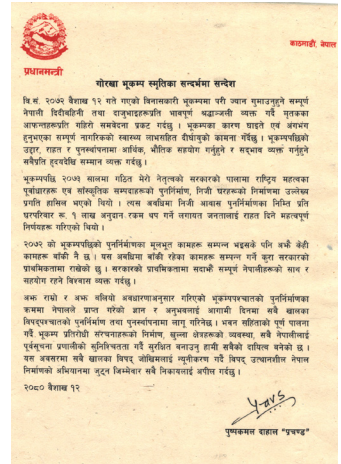 काठमाडौं, नेपाल
प्रधानमन्त्री
गोरखा भूकम्प स्मृतिका सन्दर्भमा सन्देश
वि.सं. २०७२ वैशाख १२ गते गएको विनासकारी भूकम्पमा परी ज्यान गुमाउनुहुने सम्पूर्ण
नेपाली दिदीबहिनी तथा दाजुभाइहरूप्रति भावपूर्ण श्रद्धाञ्जली व्यक्त गर्दै मृतकका
आफन्तहरूप्रति गहिरो समवेदना प्रकट गर्दछु । भूकम्पका कारण घाइते एवं अंगभंग
हुनुभएका सम्पूर्ण नागरिकको स्वास्थ्य लाभसहित दीर्घायुको कामना गर्दैछु । भूकम्पपछिको
उद्धार, राहत र पुनर्स्थापनामा आर्थिक, भौतिक सहयोग गर्नुहुने र सद्भाव व्यक्त गर्नुहुने
सबैप्रति हृदयदेखि सम्मान व्यक्त गर्दछु ।
भूकम्पपछि २०७३ सालमा गठित मेरो नेतृत्वको सरकारको पालामा राष्ट्रिय महत्वका
पूर्वाधारहरू एवं सांस्कृतिक सम्पदाहरूको पुनर्निर्माण, निजी घरहरूको निर्माणमा उल्लेख्य
प्रगति हासिल भएको थियो । त्यस अवधिमा निजी आवास पुनर्निर्माणका निम्ति प्रति
घरपरिवार रू. १ लाख अनुदान रकम थप गर्ने लगायत जनतालाई राहत दिने महत्वपूर्ण
निर्णयहरू गरिएको थियो ।
२०७२ को भूकम्पपछिको पुनर्निर्माणका मूलभूत कामहरू सम्पन्न भइसके पनि अझै केही
कामहरू बाँकी नै छ । यस अवधिमा बाँकी रहेका कामहरू सम्पन्न गर्ने कुरा सरकारको
प्राथमिकतामा राखेको छु । सरकारको प्राथमिकतामा सदाझैं सम्पूर्ण नेपालीहरूको साथ र
सहयोग रहने विश्वास व्यक्त गर्दछु ।
अझ राम्रो र अझ बलियो अवधारणाअनुसार गरिएको भूकम्पपश्चातको पुनर्निर्माणका
क्रममा नेपालले प्राप्त गरेको ज्ञान र अनुभवलाई आगामी दिनमा सबै खालका
विपद्पश्चातको पुनर्निर्माण तथा पुनर्स्थापनामा लागू गरिनेछ । भवन संहिताको पूर्ण पालना
गर्दै भूकम्प प्रतिरोधी संरचनाहरूको निर्माण, खुल्ला क्षेत्रहरूको व्यवस्था, सबै नेपालीलाई
पूर्वसूचना प्रणालीको सुनिश्चितता गर्दै सुरक्षित बनाउनु हामी सबैको दायित्व बनेको छ ।
यस अवसरमा सबै खालका विपद् जोखिमलाई न्यूनीकरण गर्दै विपद् उत्थानशील नेपाल
निर्माणको अभियानमा जुट्न जिम्मेवार सबै निकायलाई अपील गर्दछु ।
२०८० वैशाख १२
पुष्पकमल दाहाल "प्रचण्ड"